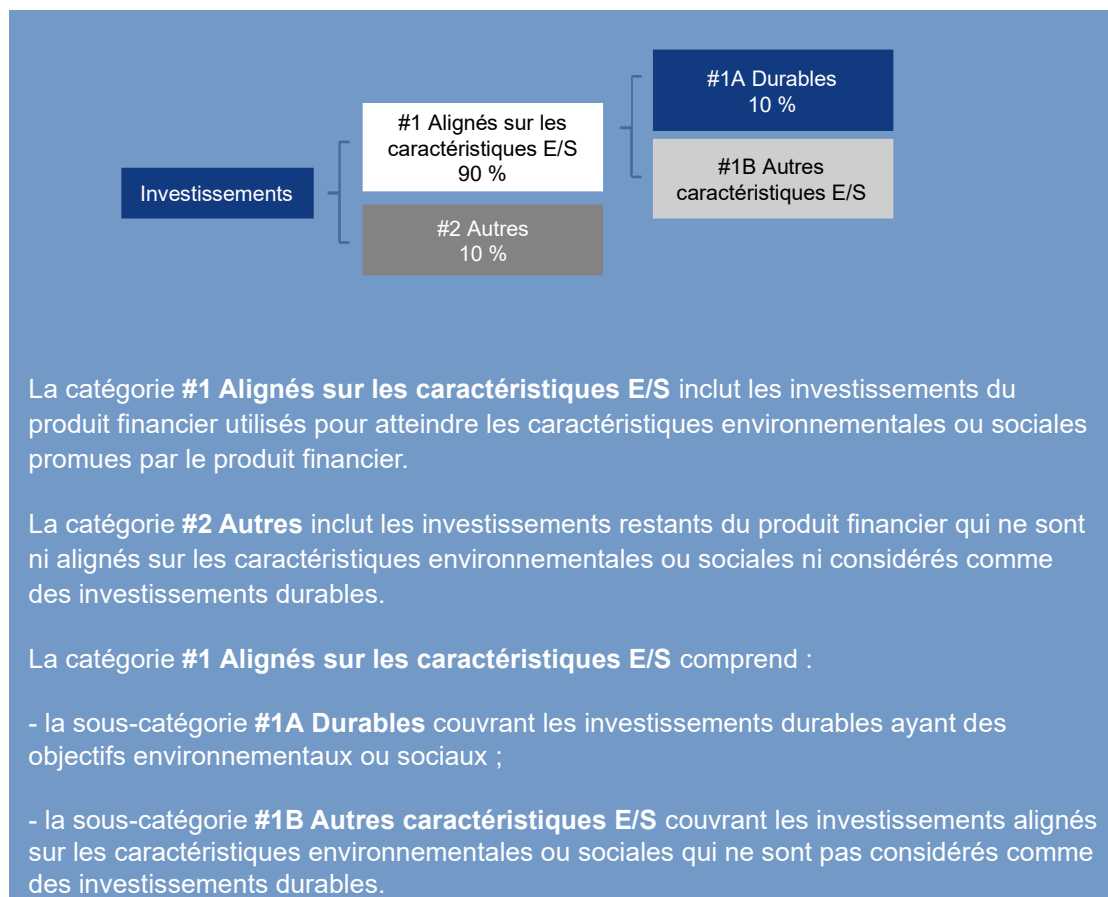 Investissements
#1 Alignés sur les
caractéristiques E/S
90 %
#2 Autres
10 %
#1A Durables
10 %
#1B Autres
caractéristiques E/S
La catégorie #1 Alignés sur les caractéristiques E/S inclut les investissements du
produit financier utilisés pour atteindre les caractéristiques environnementales ou sociales
promues par le produit financier.
La catégorie #2 Autres inclut les investissements restants du produit financier qui ne sont
ni alignés sur les caractéristiques environnementales ou sociales ni considérés comme
des investissements durables.
La catégorie #1 Alignés sur les caractéristiques E/S comprend :
- la sous-catégorie #1A Durables couvrant les investissements durables ayant des
objectifs environnementaux ou sociaux ;
- la sous-catégorie #1B Autres caractéristiques E/S couvrant les investissements alignés
sur les caractéristiques environnementales ou sociales qui ne sont pas considérés comme
des investissements durables.